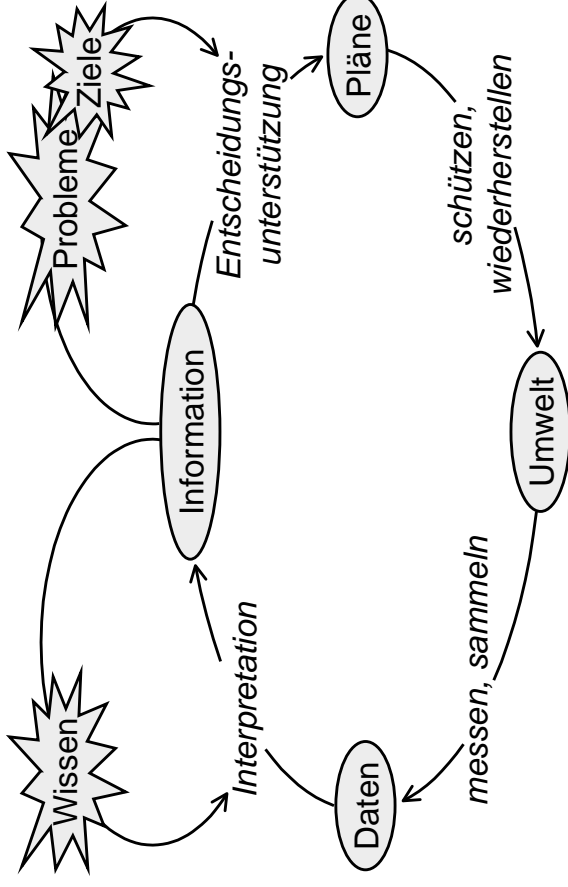 Wissen
Probleme
Ziele
Interpretation
Information
Entscheidungs-
unterstützung
Daten
Pläne
messen, sammeln
Umwelt
schützen,
wiederherstellen